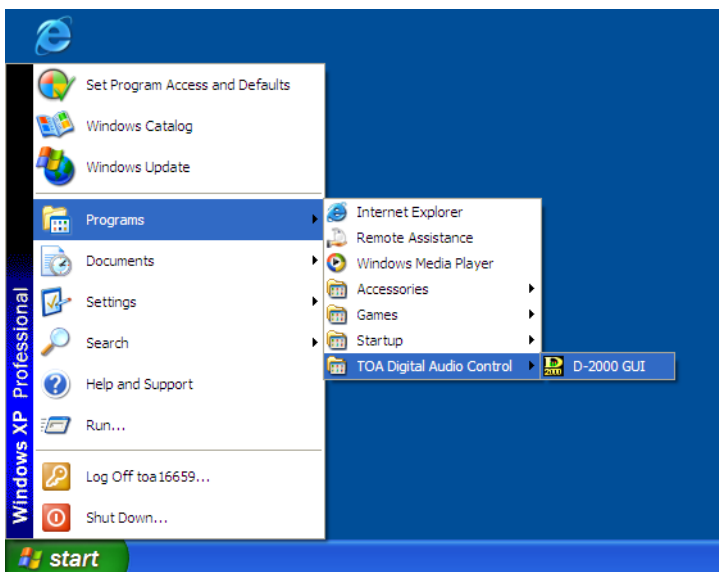 Set Program Access and Defaults
Windows Catalog
Windows Update
Programs
Documents
Settings
Search
Help and Support
Run...
Log Off toa16659...
Shut Down...
Windows XP Professional
Internet Explorer
Remote Assistance
Windows Media Player
Accessories
Games
Startup
TOA Digital Audio Control
D
2000
D-2000 GUI
start